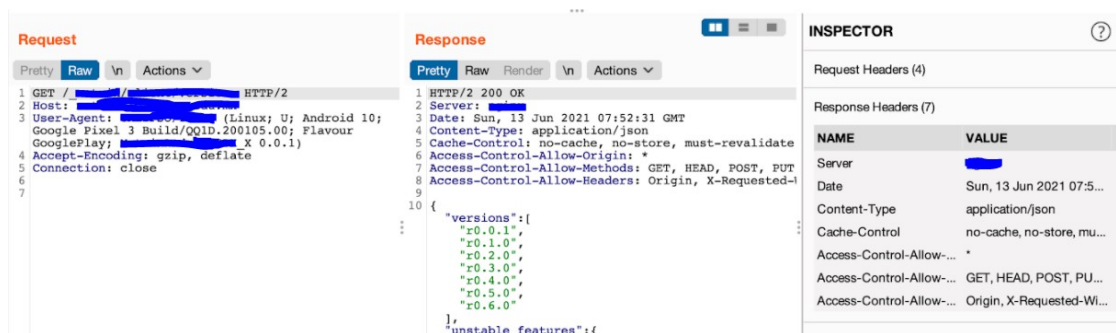 Request
Pretty Raw \n Actions
1 GET / HTTP/2
2 Host:
3 User-Agent: (Linux; U; Android 10;
Google Pixel 3 Build/QQ1D.200105.00; Flavour
GooglePlay; X 0.0.1)
4 Accept-Encoding: gzip, deflate
5 Connection: close
6
7
Response
Pretty Raw Render \n Actions
1 HTTP/2 200 OK
2 Server:
3 Date: Sun, 13 Jun 2021 07:52:31 GMT
4 Content-Type: application/json
5 Cache-Control: no-cache, no-store, must-revalidate
6 Access-Control-Allow-Origin: *
7 Access-Control-Allow-Methods: GET, HEAD, POST, PUT
8 Access-Control-Allow-Headers: Origin, X-Requested-
9
10 {
"versions":[
"r0.0.1",
"r0.1.0",
"r0.2.0",
"r0.3.0",
"r0.4.0",
"r0.5.0",
"r0.6.0"
],
"unstable_features":{
INSPECTOR ?
Request Headers (4)
Response Headers (7)
NAME VALUE
Server
Date Sun, 13 Jun 2021 07:5...
Content-Type application/json
Cache-Control no-cache, no-store, mu...
Access-Control-Allow-... *
Access-Control-Allow-... GET, HEAD, POST, PU...
Access-Control-Allow-... Origin, X-Requested-Wi...